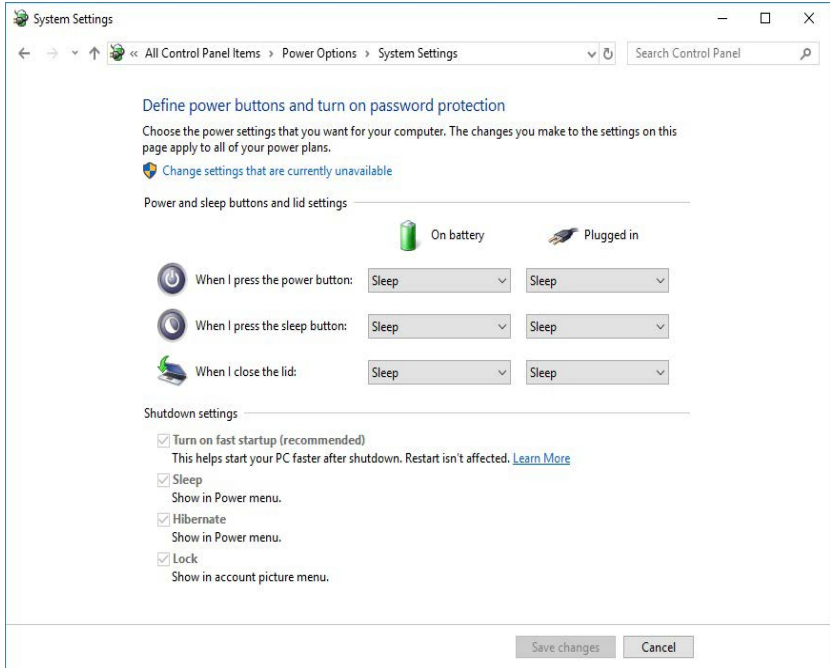 System Settings
« All Control Panel Items > Power Options > System Settings
Search Control Panel
Define power buttons and turn on password protection
Choose the power settings that you want for your computer. The changes you make to the settings on this
page apply to all of your power plans.
Change settings that are currently unavailable
Power and sleep buttons and lid settings
On battery Plugged in
When I press the power button: Sleep Sleep
When I press the sleep button: Sleep Sleep
When I close the lid: Sleep Sleep
Shutdown settings
Turn on fast startup (recommended)
This helps start your PC faster after shutdown. Restart isn't affected. Learn More
Sleep
Show in Power menu.
Hibernate
Show in Power menu.
Lock
Show in account picture menu.
Save changes Cancel